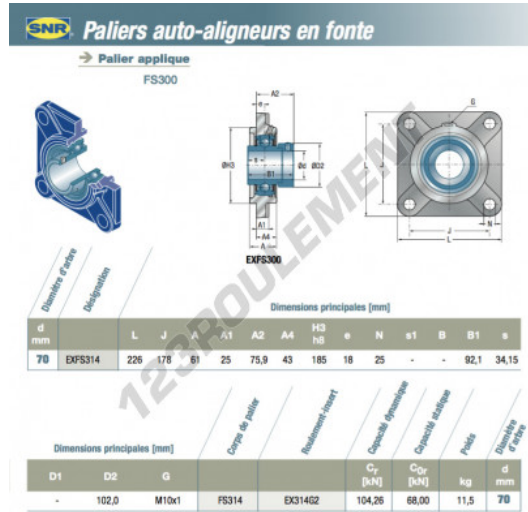 SNR Paliers auto-aligneurs en fonte
→ Palier applique
FS300
A2
e
G
ØH3
s
B1
Ød
ØD2
L
J
A1
A4
A
N
J
L
EXFS300
123ROULEMENT
Diamètre d'arbre
Désignation
Dimensions principales [mm]
d mm L J A A1 A2 A4 H3 h8 e N s1 B B1 s
70 EXFS314 226 178 61 25 75,9 43 185 18 25 - - 92,1 34,15
Dimensions principales [mm]
Corps de palier
Roulement-insert
Capacité dynamique
Capacité statique
Poids
Diamètre d'arbre
D1 D2 G Cr [kN] C0r [kN] kg d mm
- 102,0 M10x1 FS314 EX314G2 104,26 68,00 11,5 70